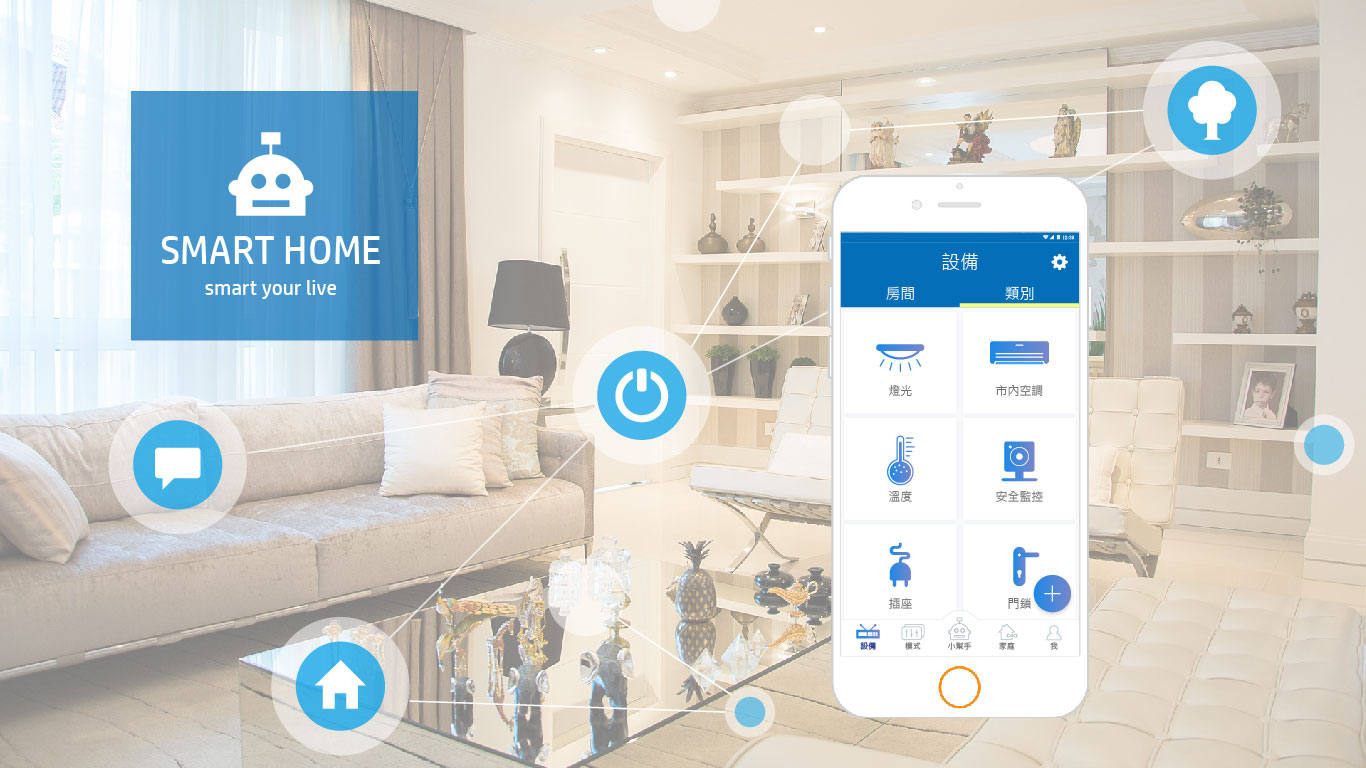 SMART HOME
smart your live
12:30
設備
房間
類別
燈光
市內空調
溫度
安全監控
插座
門鎖
設備
模式
小幫手
家庭
我